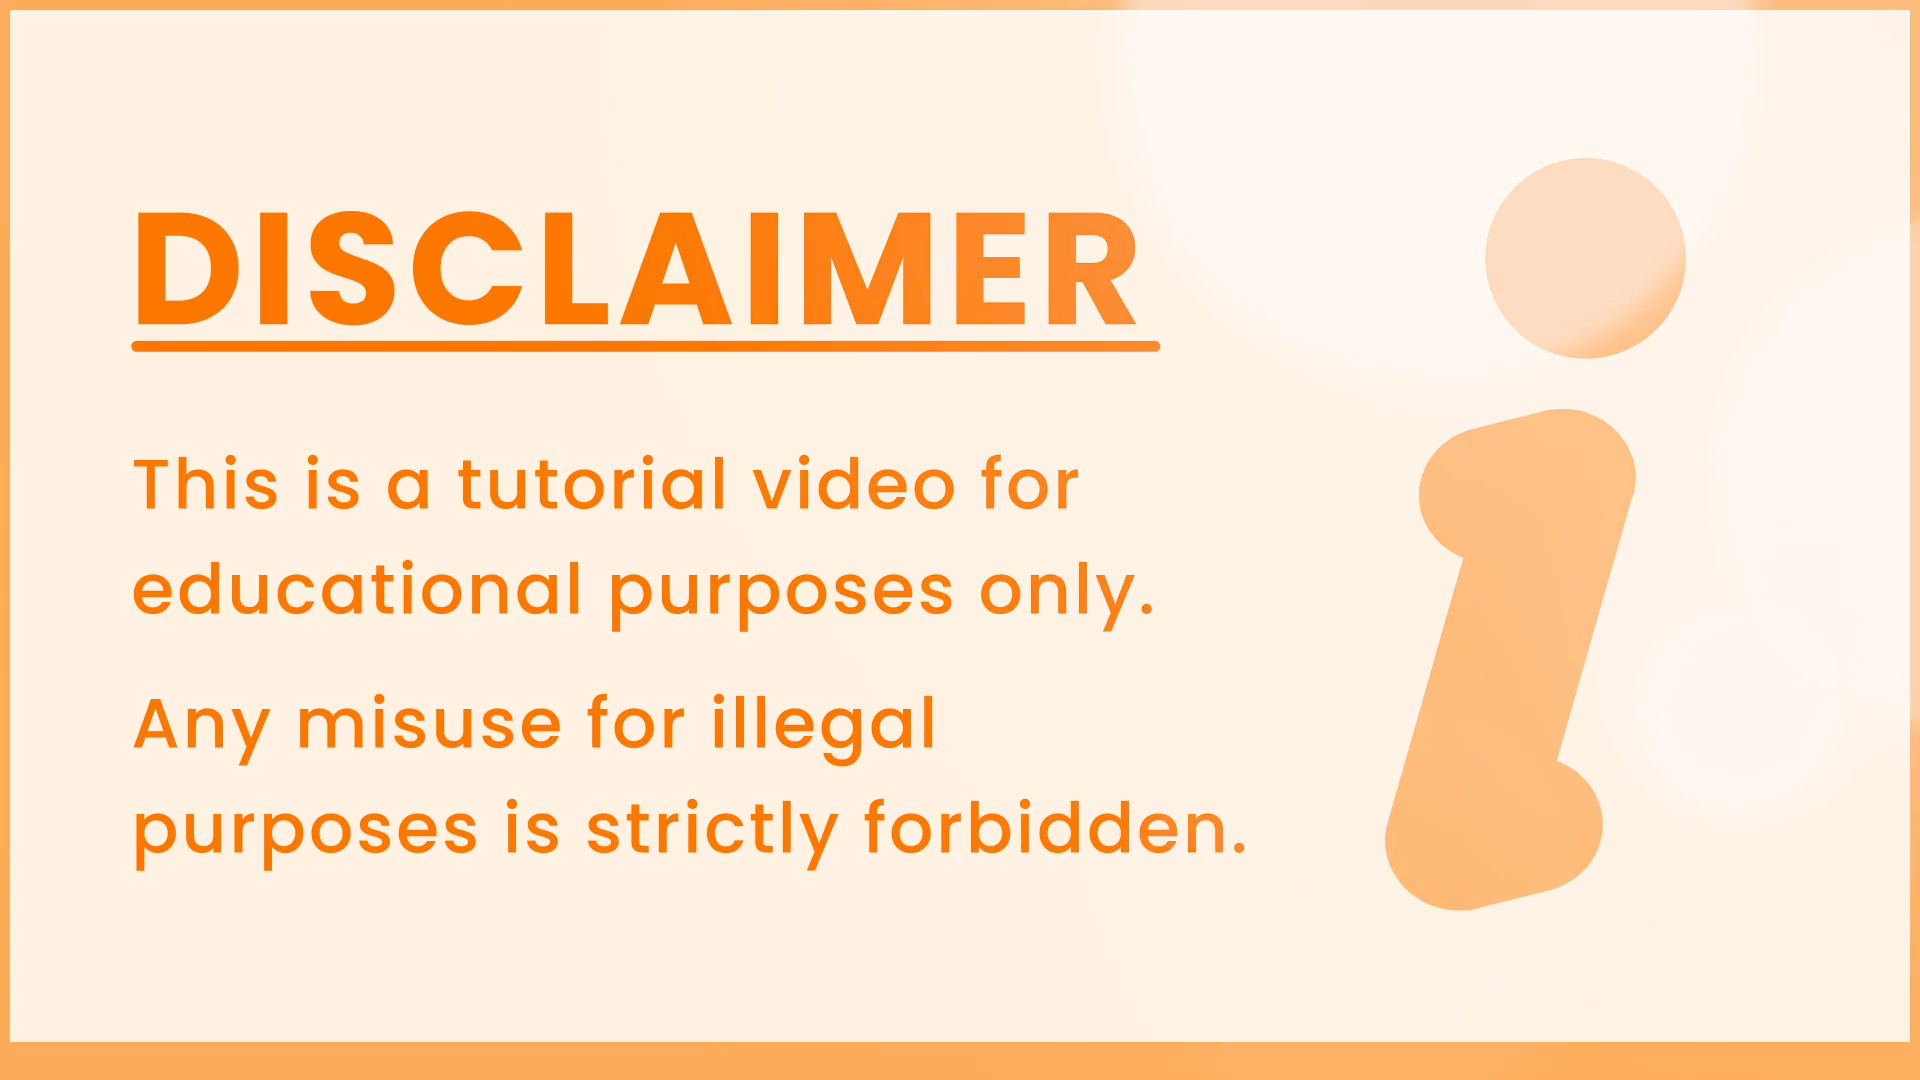 DISCLAIMER
This is a tutorial video for
educational purposes only.
Any misuse for illegal
purposes is strictly forbidden.